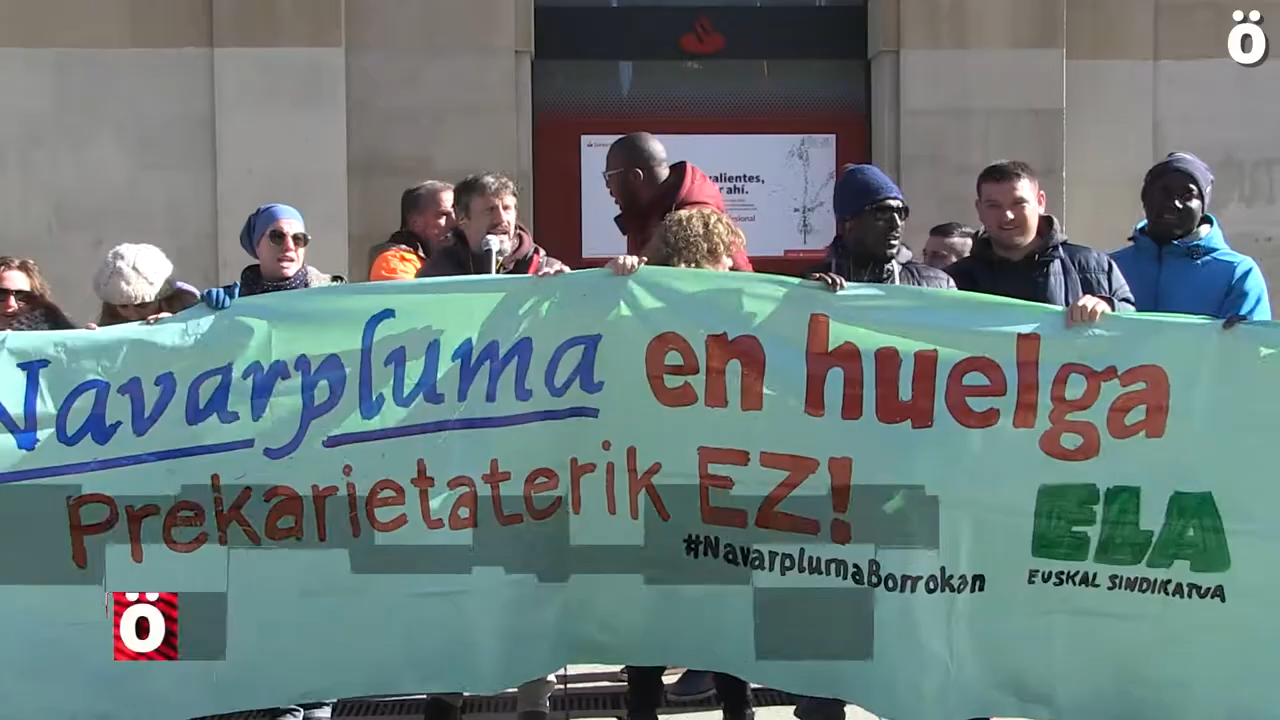 ö
valientes,
r ahí.
Navarpluma en huelga
Prekarietaterik EZ!
#NavarplumaBorrokan
ELA
EUSKAL SINDIKATUA
ö